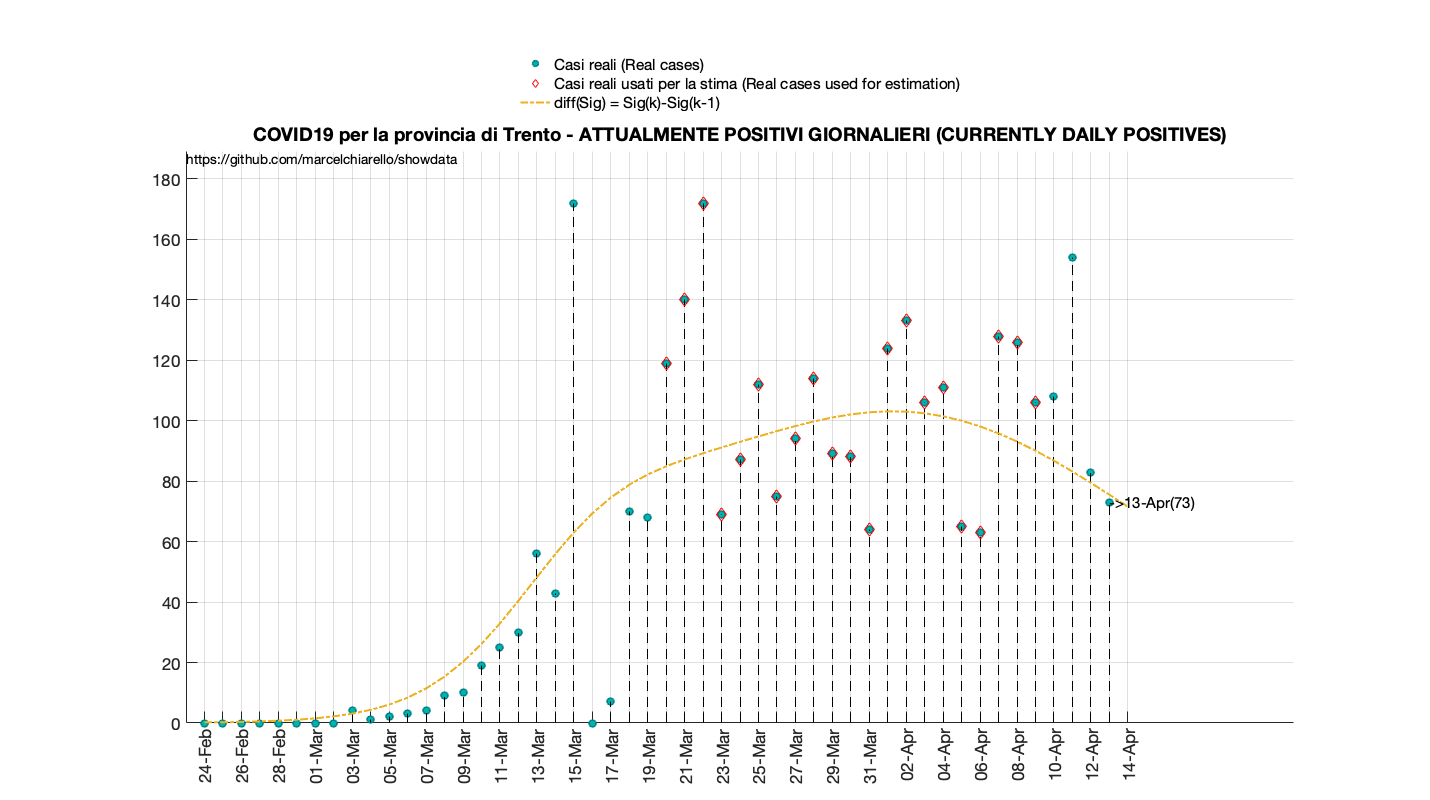 Casi reali (Real cases)
Casi reali usati per la stima (Real cases used for estimation)
diff(Sig) = Sig(k)-Sig(k-1)
COVID19 per la provincia di Trento - ATTUALMENTE POSITIVI GIORNALIERI (CURRENTLY DAILY POSITIVES)
https://github.com/marcelchiarello/showdata
180
160
140
120
100
80
->13-Apr(73)
60
40
20
0
24-Feb
26-Feb
28-Feb
01-Mar
03-Mar
05-Mar
07-Mar
09-Mar
11-Mar
13-Mar
15-Mar
17-Mar
19-Mar
21-Mar
23-Mar
25-Mar
27-Mar
29-Mar
31-Mar
02-Apr
04-Apr
06-Apr
08-Apr
10-Apr
12-Apr
14-Apr